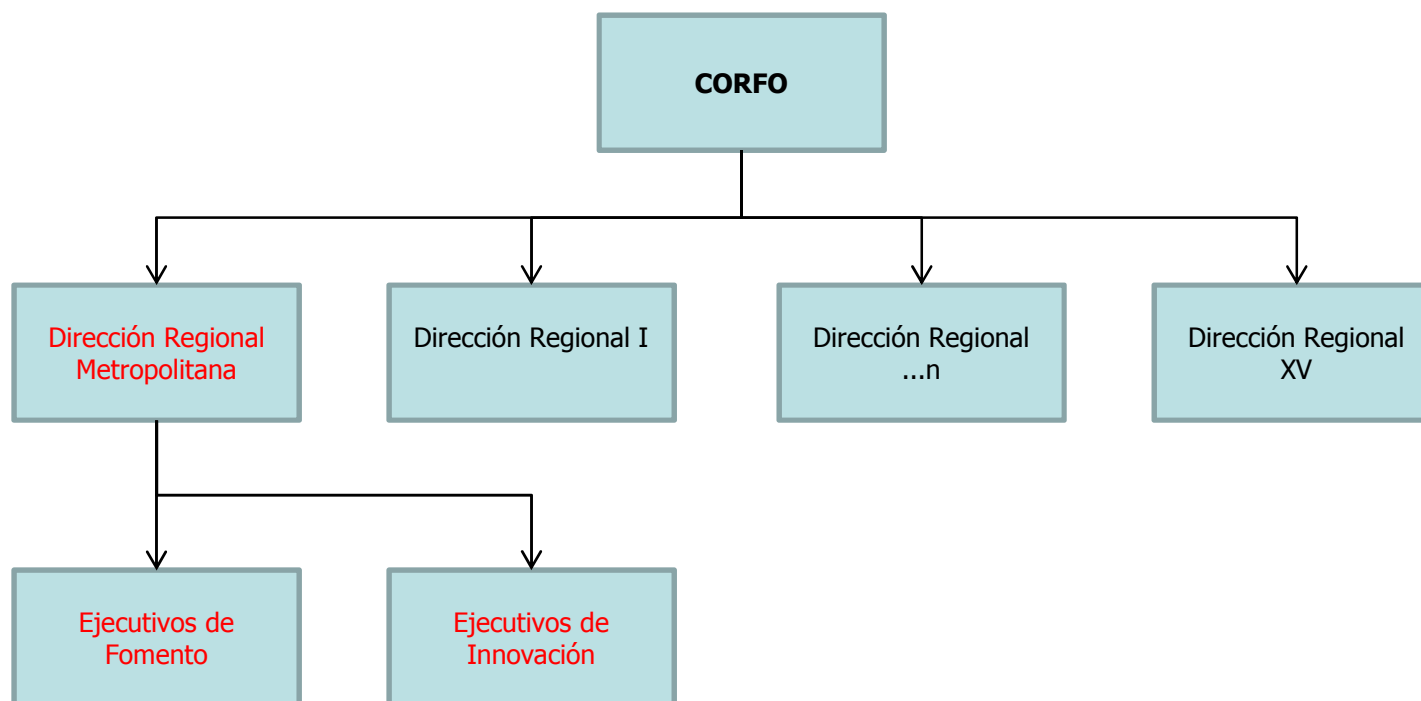 CORFO
Dirección Regional
Metropolitana
Dirección Regional I
Dirección Regional
...n
Dirección Regional
XV
Ejecutivos de
Fomento
Ejecutivos de
Innovación